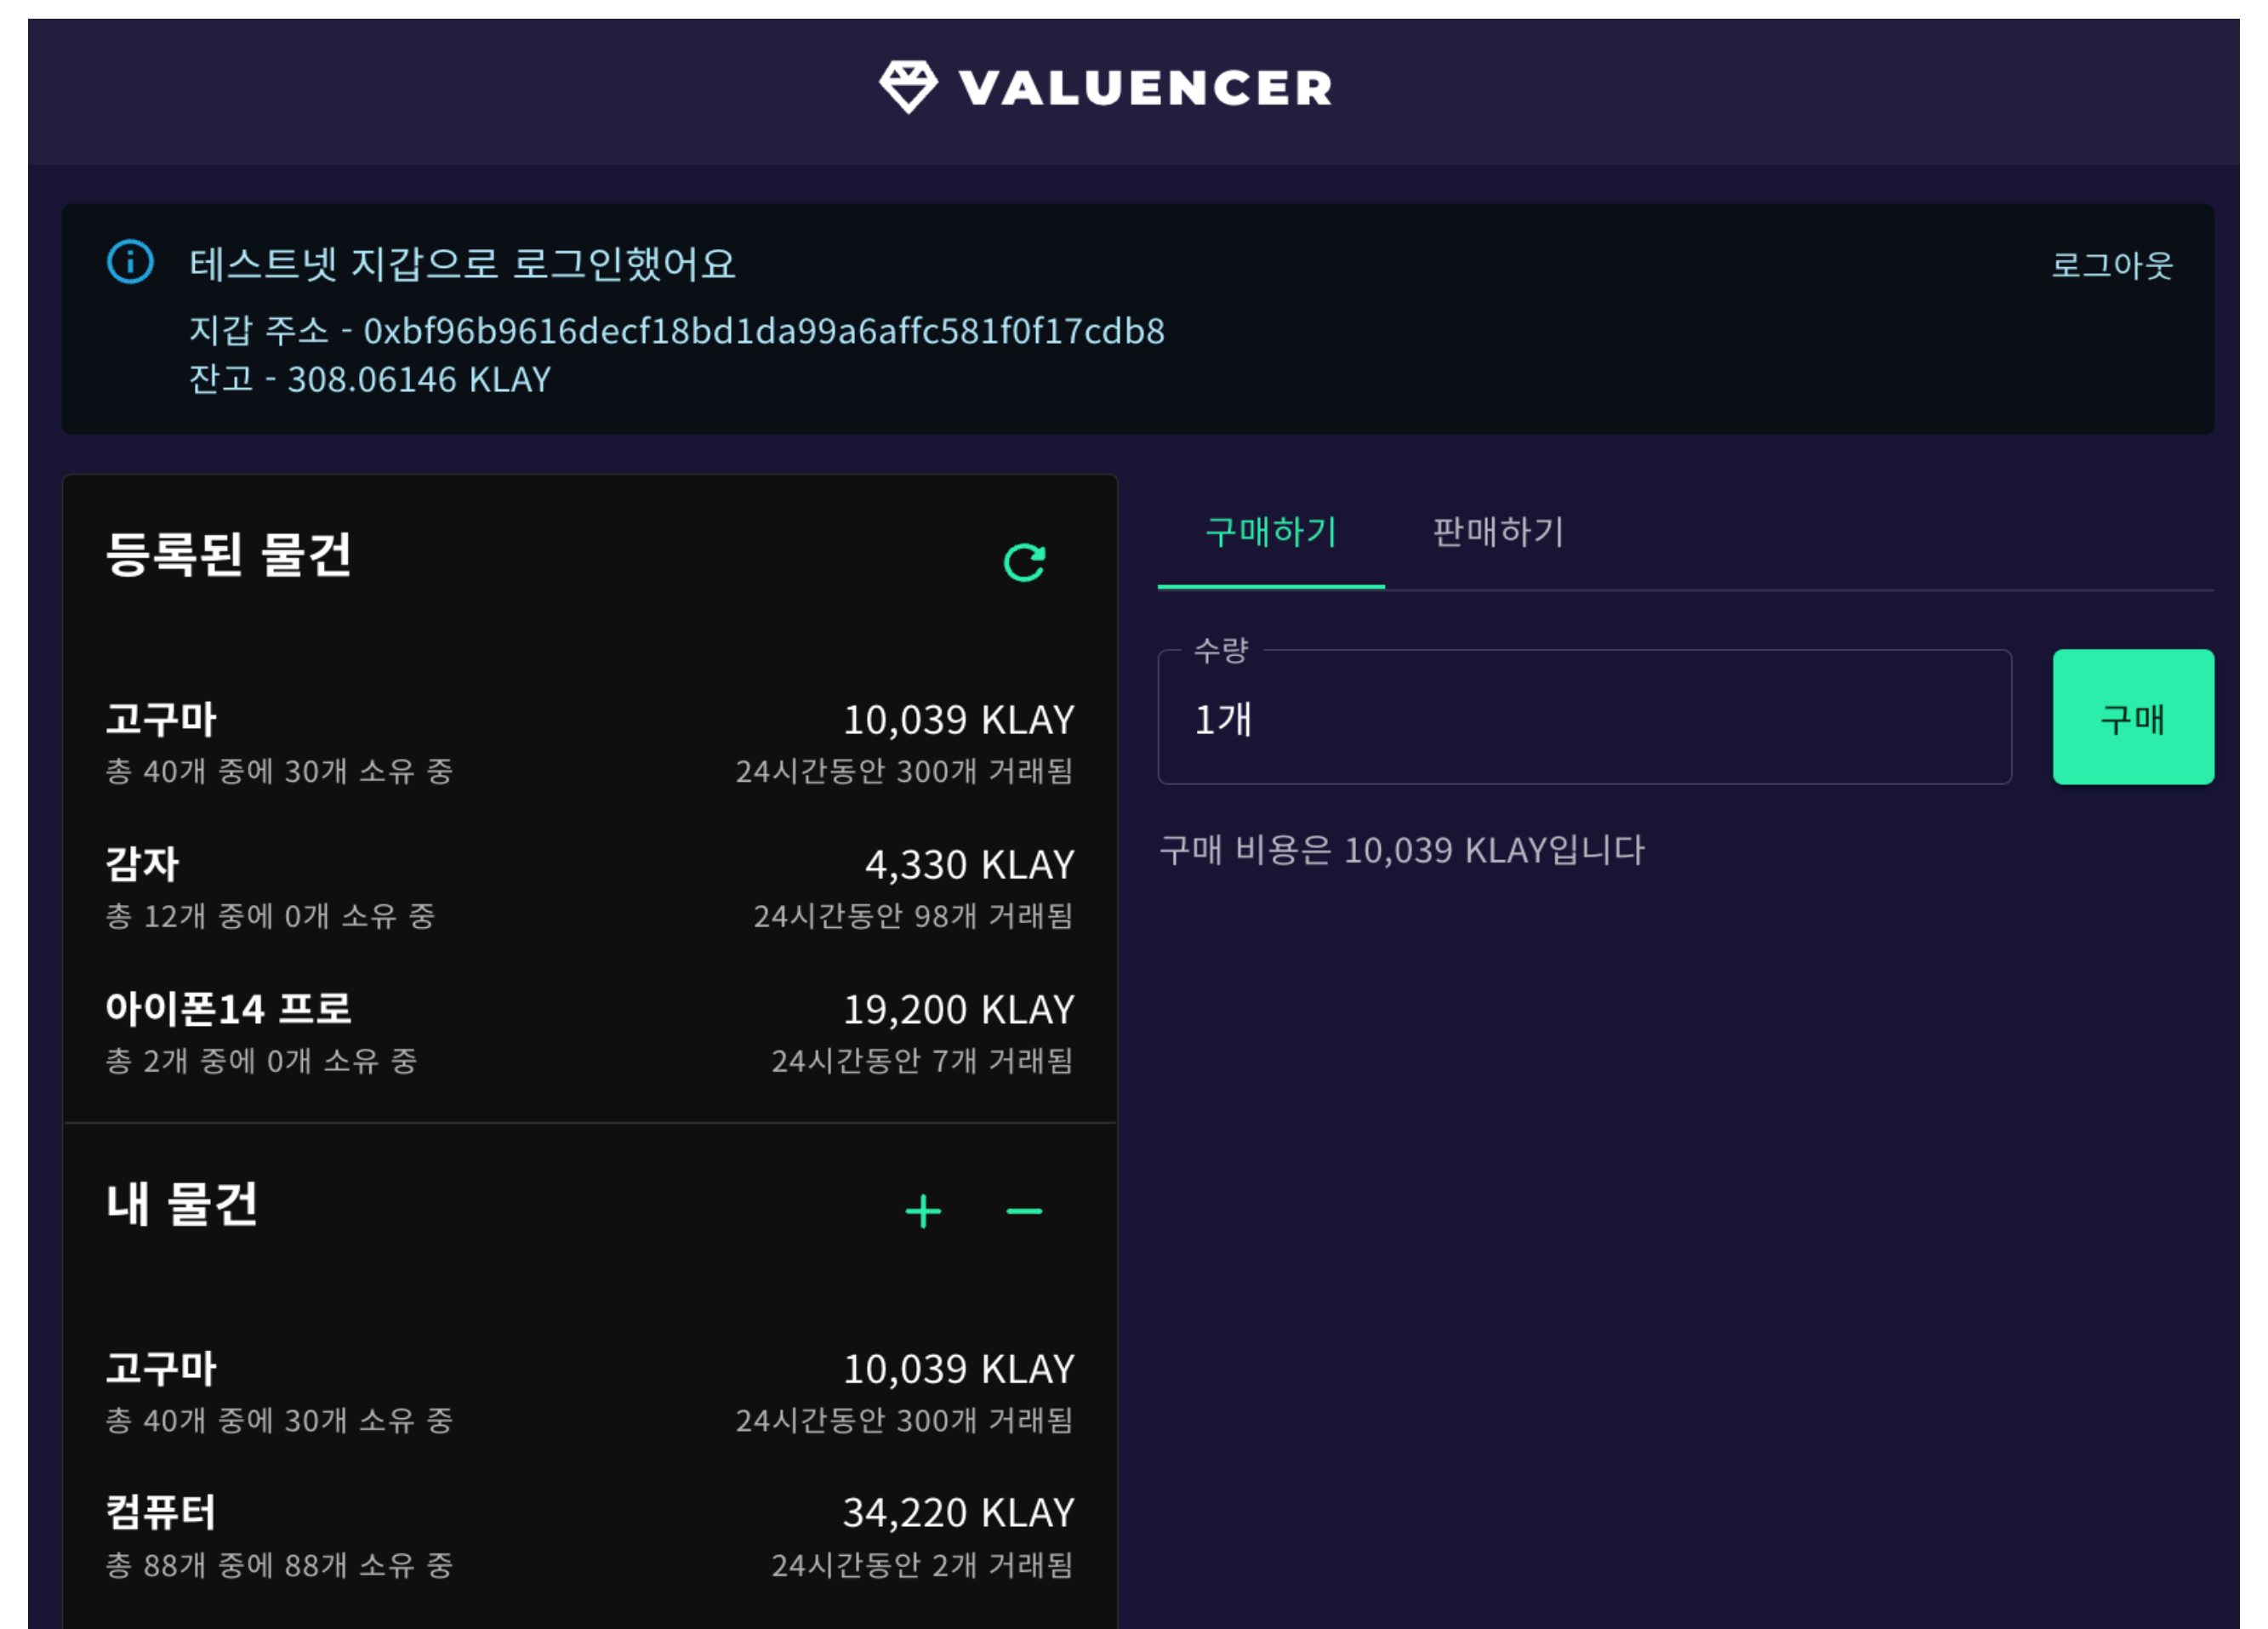 VALUENCER
테스트넷 지갑으로 로그인했어요
로그아웃
지갑 주소 - 0xbf96b9616decf18bd1da99a6affc581f0f17cdb8
잔고 - 308.06146 KLAY
등록된 물건
고구마
10,039 KLAY
총 40개 중에 30개 소유 중
24시간동안 300개 거래됨
감자
4,330 KLAY
총 12개 중에 0개 소유 중
24시간동안 98개 거래됨
아이폰14 프로
19,200 KLAY
총 2개 중에 0개 소유 중
24시간동안 7개 거래됨
내 물건
고구마
10,039 KLAY
총 40개 중에 30개 소유 중
24시간동안 300개 거래됨
컴퓨터
34,220 KLAY
총 88개 중에 88개 소유 중
24시간동안 2개 거래됨
구매하기
판매하기
수량
1개
구매
구매 비용은 10,039 KLAY입니다